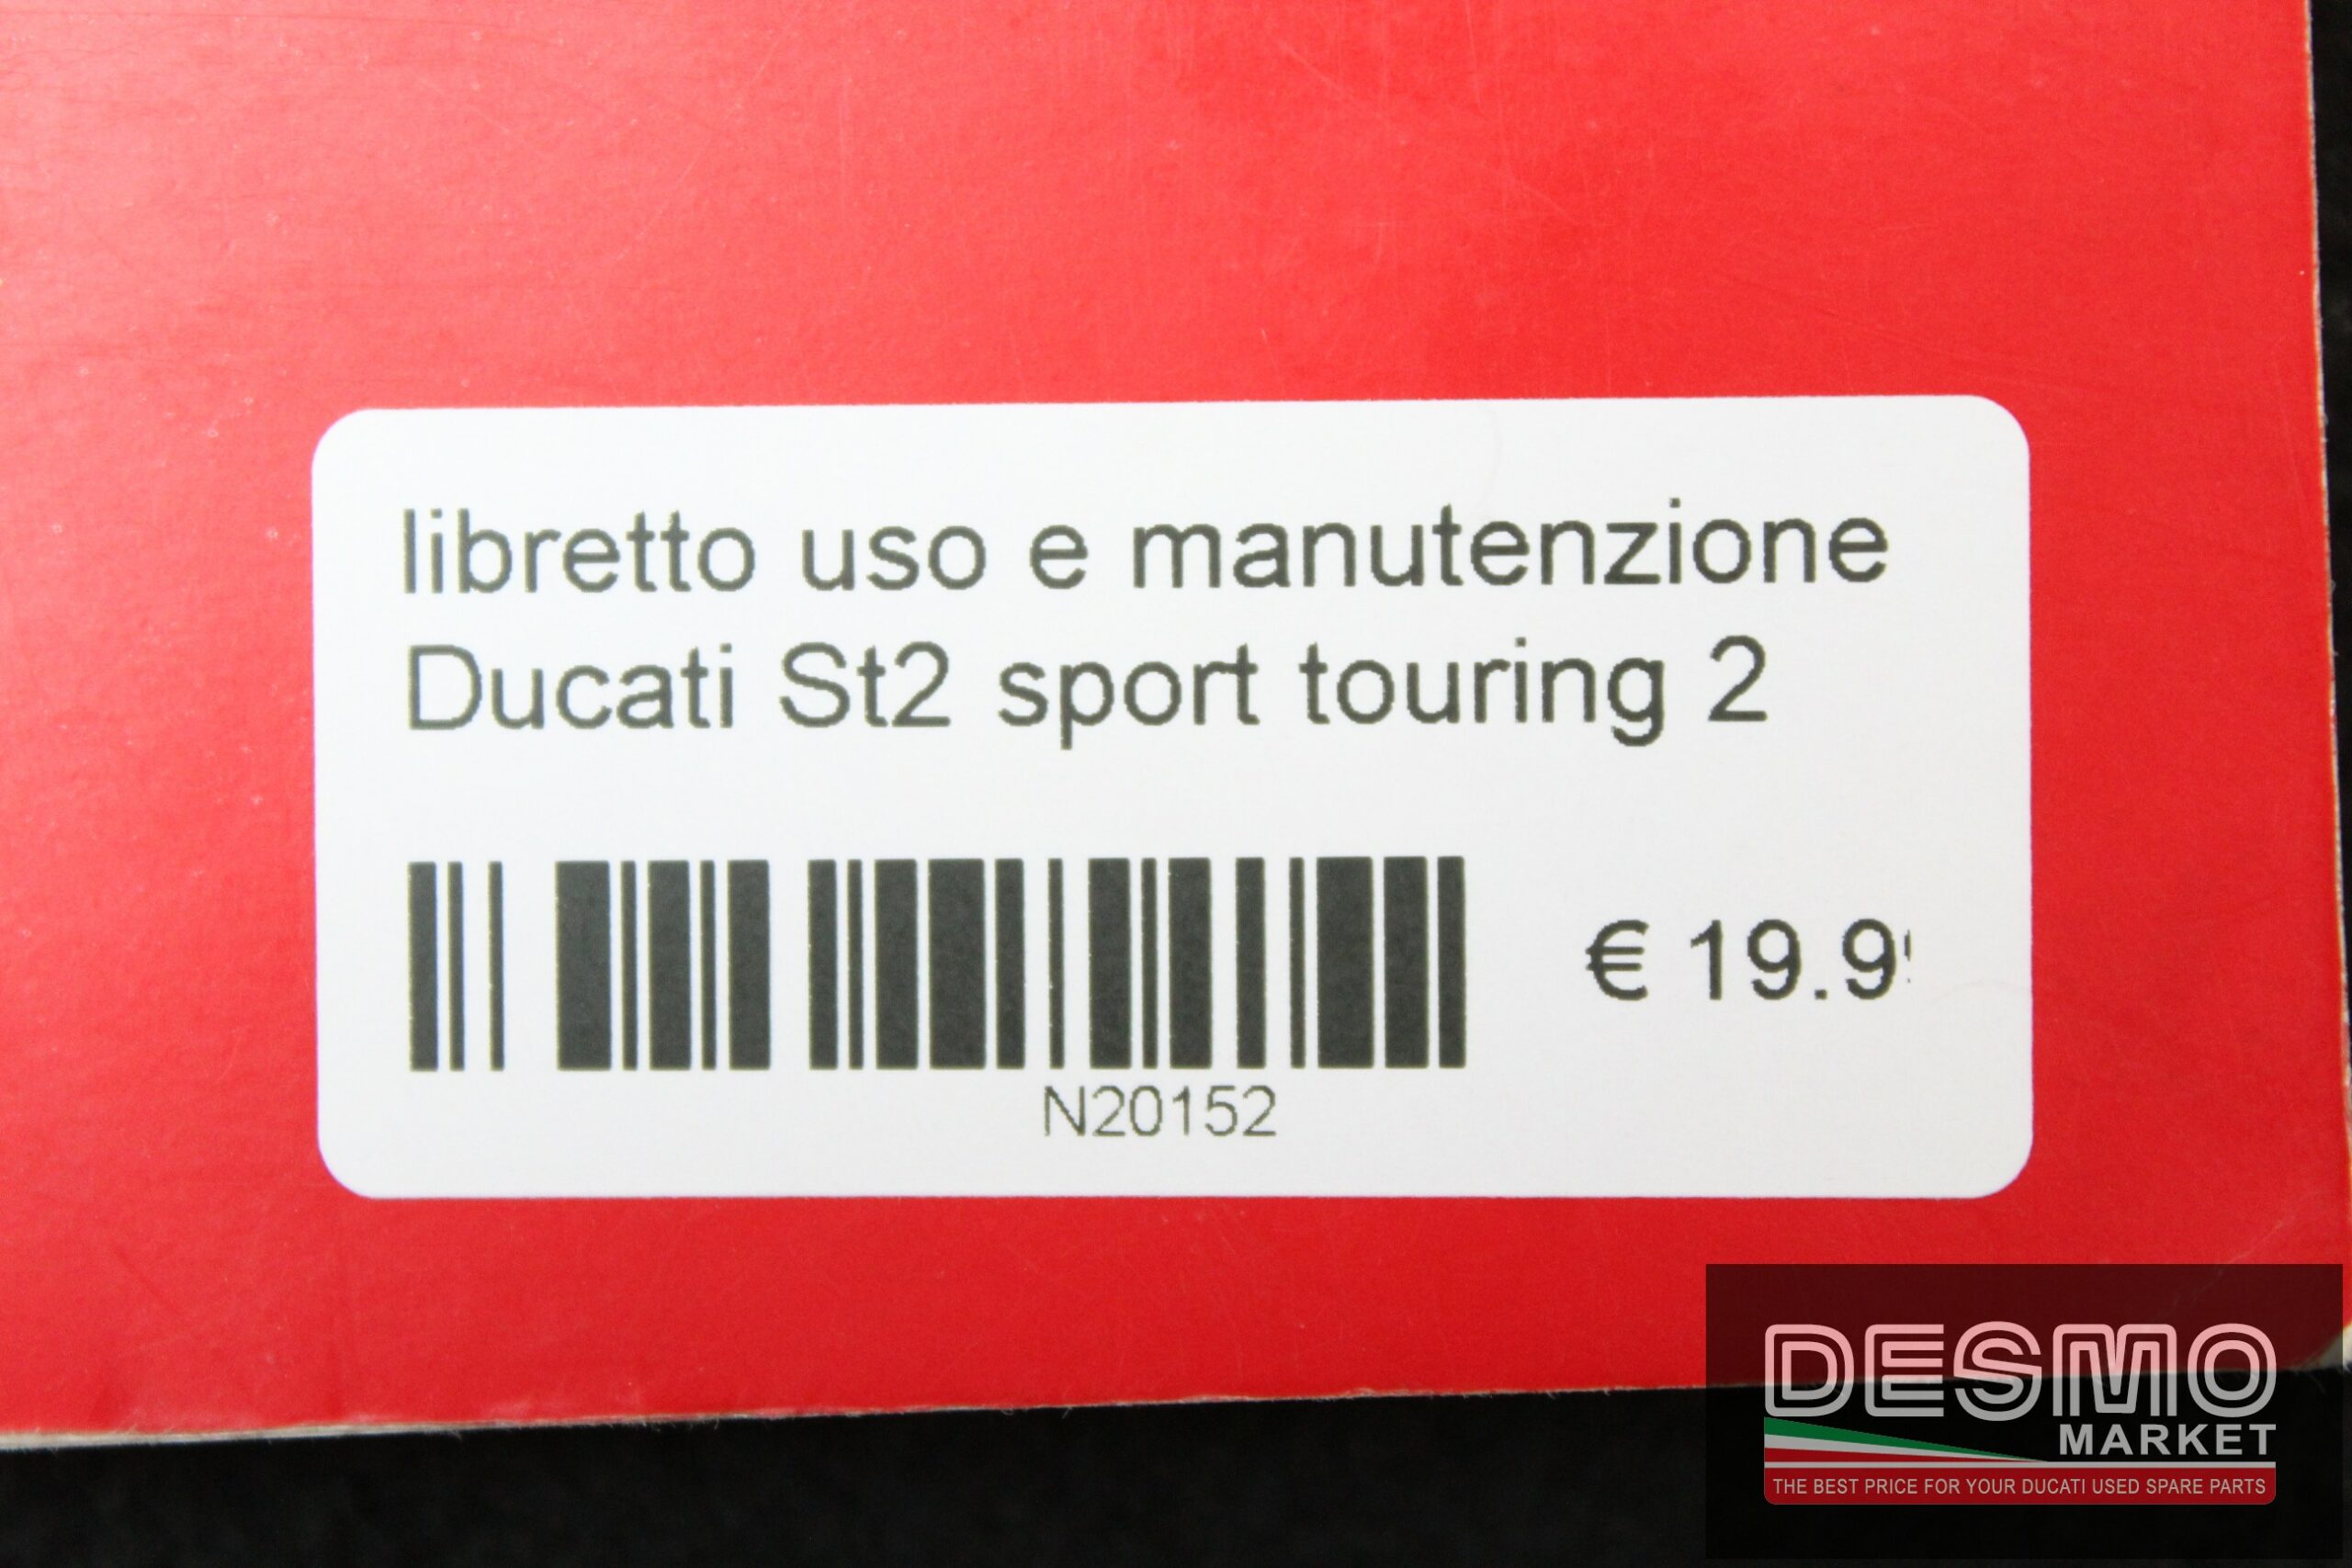 libretto uso e manutenzione
Ducati St2 sport touring 2
€ 19.9
N20152
DESMO
MARKET
THE BEST PRICE FOR YOUR DUCATI USED SPARE PARTS